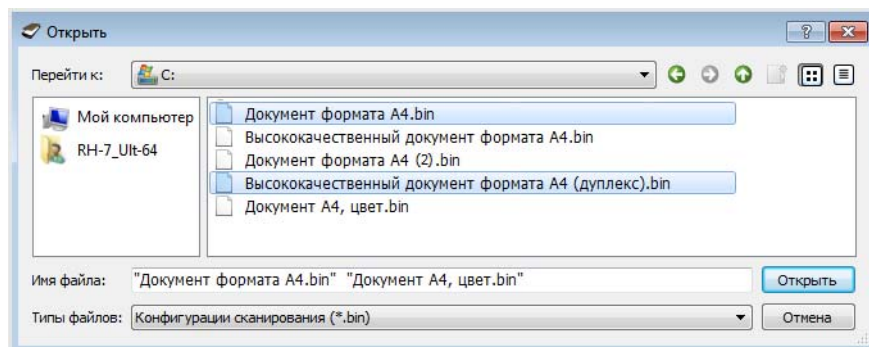 Открыть
Перейти к: C:
Мой компьютер
RH-7_Ult-64
Документ формата A4.bin
Высококачественный документ формата A4.bin
Документ формата A4 (2).bin
Высококачественный документ формата A4 (дуплекс).bin
Документ A4, цвет.bin
Имя файла: "Документ формата A4.bin" "Документ A4, цвет.bin" Открыть
Типы файлов: Конфигурации сканирования (*.bin) Отмена